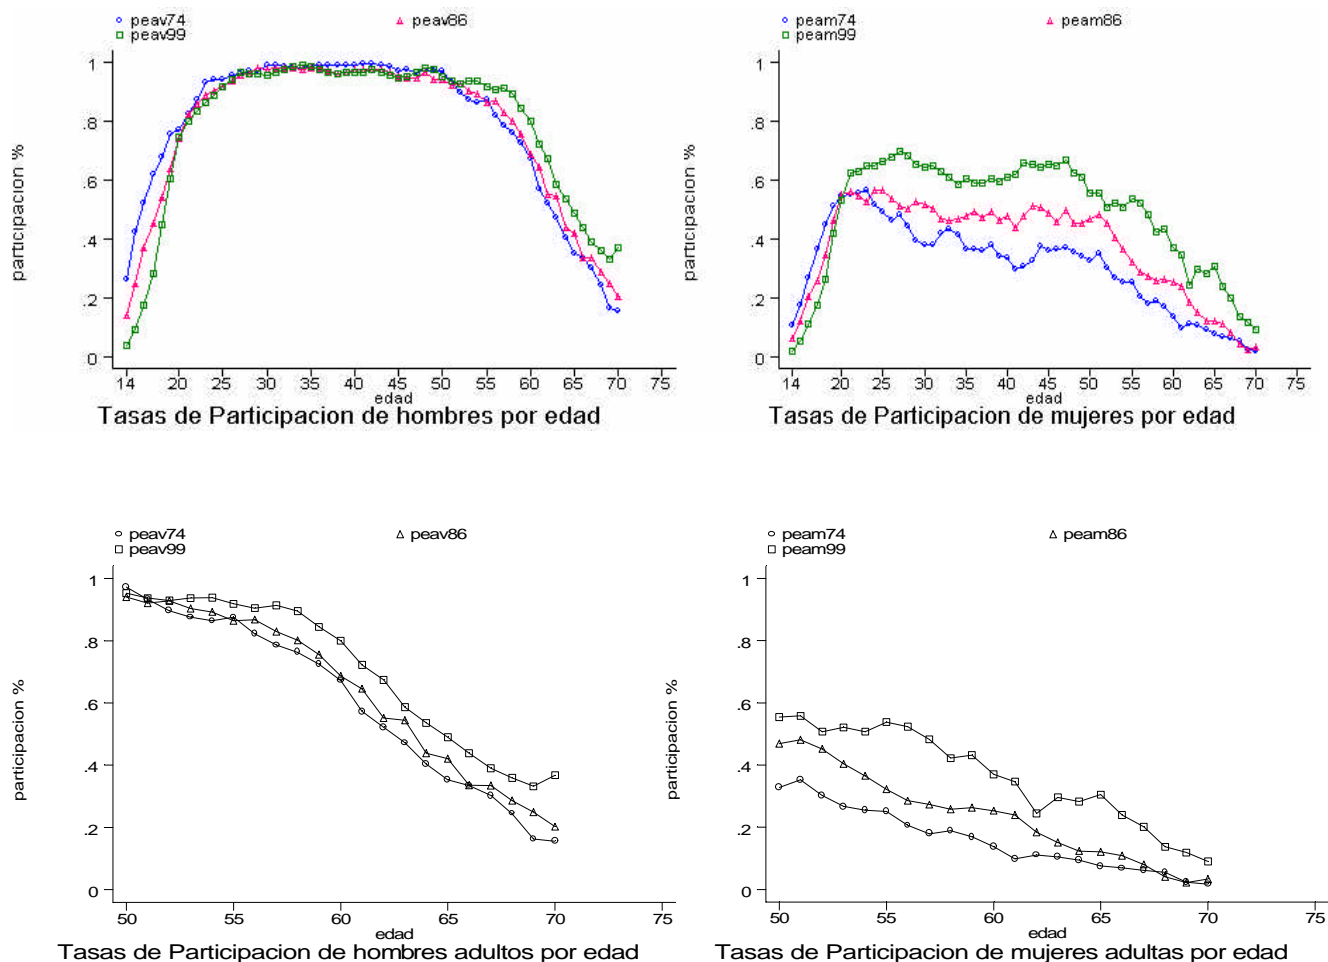 peav74 peav86
peav99
1
.8
.6
.4
.2
0
participacion %
14 20 25 30 35 40 45 50 55 60 65 70 75
edad
Tasas de Participacion de hombres por edad
peam74 peam86
peam99
1
.8
.6
.4
.2
0
participacion %
14 20 25 30 35 40 45 50 55 60 65 70 75
edad
Tasas de Participacion de mujeres por edad
peav74 peav86
peav99
1
.8
.6
.4
.2
0
participacion %
50 55 60 65 70 75
edad
Tasas de Participacion de hombres adultos por edad
peam74 peam86
peam99
1
.8
.6
.4
.2
0
participacion %
50 55 60 65 70 75
edad
Tasas de Participacion de mujeres adultas por edad